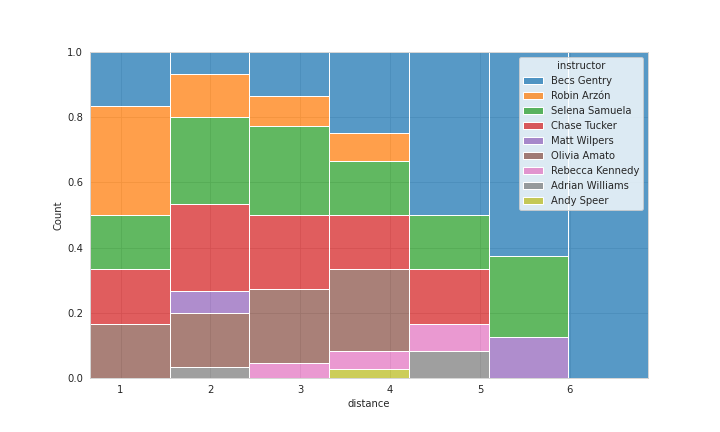 1.0
0.8
0.6
0.4
0.2
0.0
Count
1 2 3 4 5 6
distance
instructor
Becs Gentry
Robin Arzón
Selena Samuela
Chase Tucker
Matt Wilpers
Olivia Amato
Rebecca Kennedy
Adrian Williams
Andy Speer